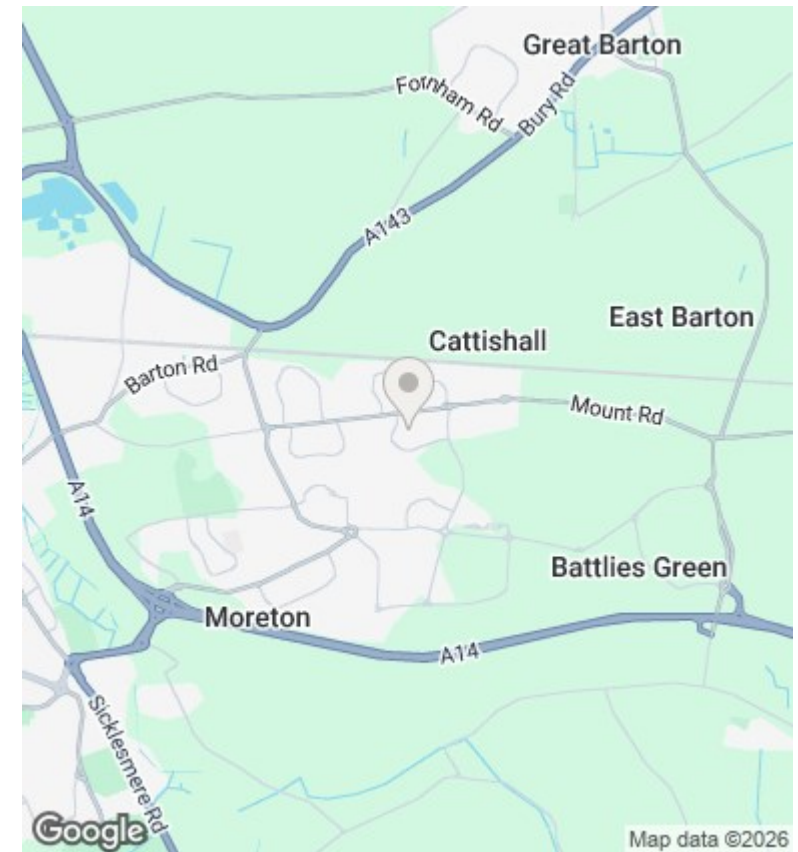 Great Barton
Fornham Rd
Bury Rd
A143
East Barton
Cattishall
Barton Rd
Mount Rd
A14
Battlies Green
Moreton
A14
Sicklesmere Rd
Google
Map data ©2026